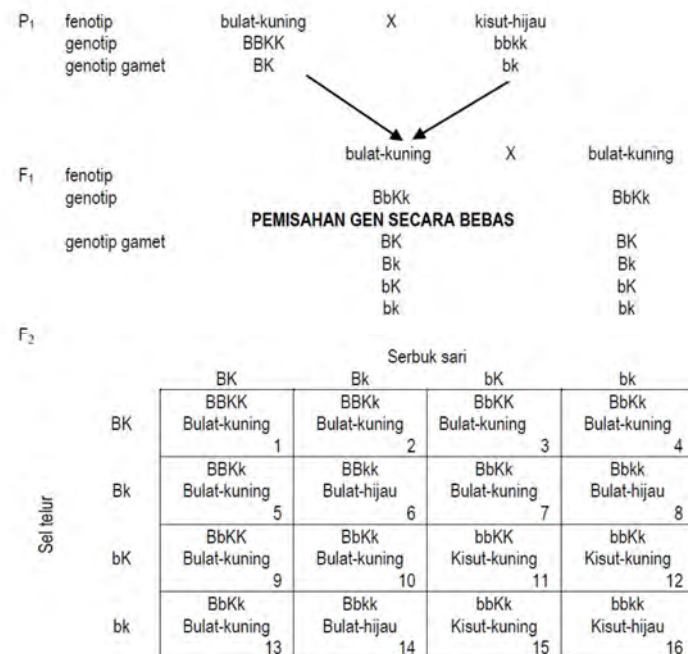 P₁ fenotip bulat-kuning X kisut-hijau
genotip BBKK bbkk
genotip gamet BK bk
bulat-kuning X bulat-kuning
F₁ fenotip
genotip BbKk BbKk
PEMISAHAN GEN SECARA BEBAS
genotip gamet BK BK
Bk Bk
bK bK
bk bk
F₂
Serbuk sari
BK Bk bK bk
BBKK BBKk BbKK BbKk
BK Bulat-kuning Bulat-kuning Bulat-kuning Bulat-kuning
1 2 3 4
BBKk BBkk BbKk Bbkk
Bk Bulat-kuning Bulat-hijau Bulat-kuning Bulat-hijau
5 6 7 8
Sel telur
BbKK BbKk bbKK bbKk
bK Bulat-kuning Bulat-kuning Kisut-kuning Kisut-kuning
9 10 11 12
BbKk Bbkk bbKk bbkk
bk Bulat-kuning Bulat-hijau Kisut-kuning Kisut-hijau
13 14 15 16